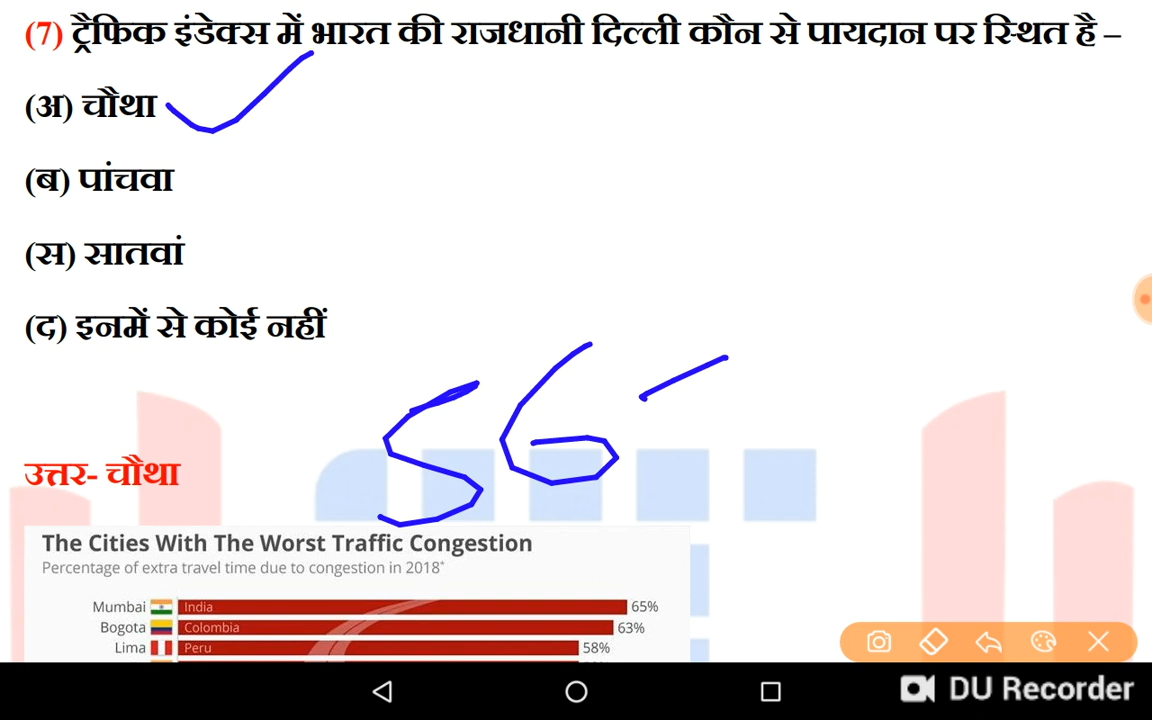 (7) ट्रैफिक इंडेक्स में भारत की राजधानी दिल्ली कौन से पायदान पर स्थित है –
(अ) चौथा
(ब) पांचवा
(स) सातवां
(द) इनमें से कोई नहीं
56
उत्तर- चौथा
The Cities With The Worst Traffic Congestion
Percentage of extra travel time due to congestion in 2018*
Mumbai India 65%
Bogota Colombia 63%
Lima Peru 58%
DU Recorder